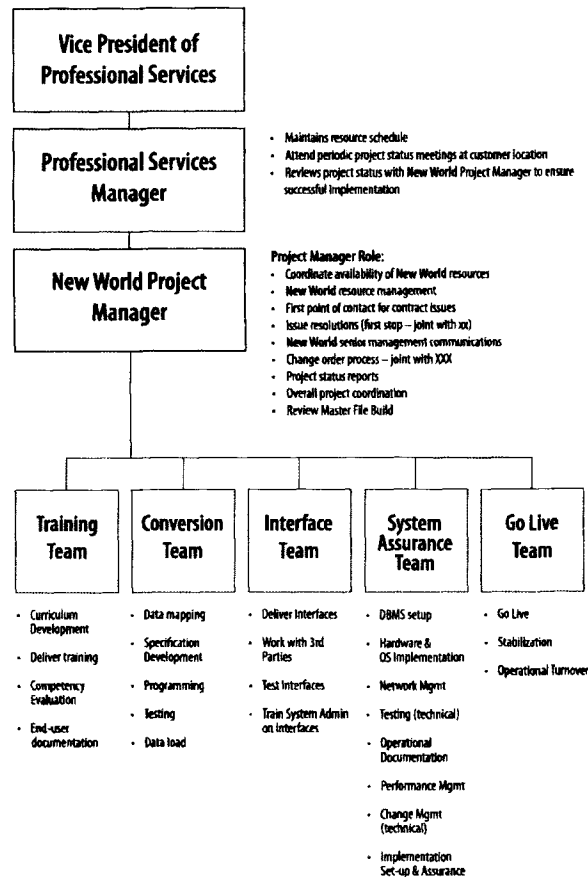 Vice President of
Professional Services
Professional Services
Manager
• Maintains resource schedule
• Attend periodic project status meetings at customer location
• Reviews project status with New World Project Manager to ensure
successful implementation
New World Project
Manager
Project Manager Role:
• Coordinate availability of New World resources
• New World resource management
• First point of contact for contract issues
• Issue resolutions (first stop – joint with xx)
• New World senior management communications
• Change order process – joint with XXX
• Project status reports
• Overall project coordination
• Review Master File Build
Training
Team
• Curriculum
Development
• Deliver training
• Competency
Evaluation
• End-user
documentation
Conversion
Team
• Data mapping
• Specification
Development
• Programming
• Testing
• Data load
Interface
Team
• Deliver Interfaces
• Work with 3rd
Parties
• Test Interfaces
• Train System Admin
on Interfaces
System
Assurance
Team
• DBMS setup
• Hardware &
OS Implementation
• Network Mgmt
• Testing (technical)
• Operational
Documentation
• Performance Mgmt
• Change Mgmt
(technical)
• Implementation
Set-up & Assurance
Go Live
Team
• Go Live
• Stabilization
• Operational Turnover